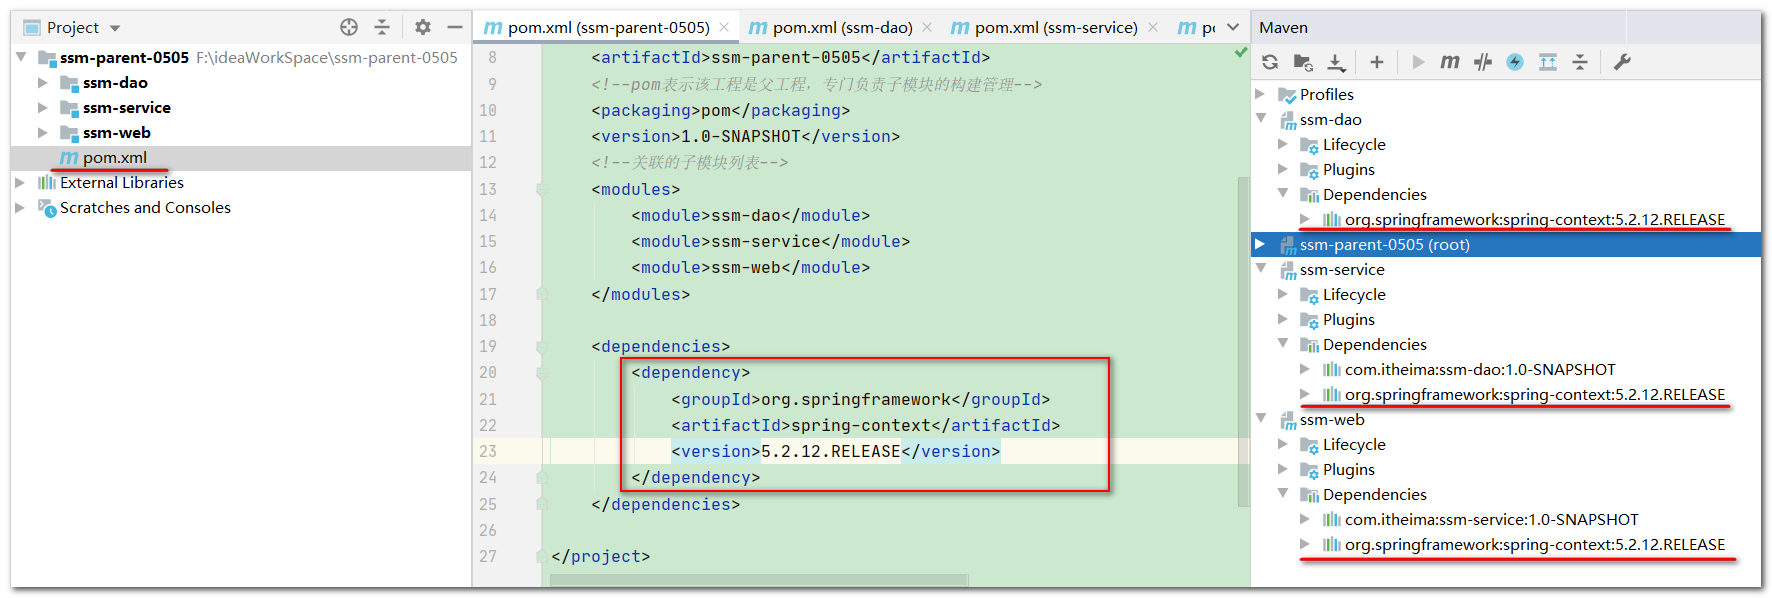 Project
ssm-parent-0505 F:\ideaWorkSpace\ssm-parent-0505
ssm-dao
ssm-service
ssm-web
pom.xml
External Libraries
Scratches and Consoles
pom.xml (ssm-parent-0505)
pom.xml (ssm-dao)
pom.xml (ssm-service)
8 <artifactId>ssm-parent-0505</artifactId>
9 <!--pom表示该工程是父工程，专门负责子模块的构建管理-->
10 <packaging>pom</packaging>
11 <version>1.0-SNAPSHOT</version>
12 <!--关联的子模块列表-->
13 <modules>
14 <module>ssm-dao</module>
15 <module>ssm-service</module>
16 <module>ssm-web</module>
17 </modules>
18
19 <dependencies>
20 <dependency>
21 <groupId>org.springframework</groupId>
22 <artifactId>spring-context</artifactId>
23 <version>5.2.12.RELEASE</version>
24 </dependency>
25 </dependencies>
26
27 </project>
Maven
Profiles
ssm-dao
Lifecycle
Plugins
Dependencies
org.springframework:spring-context:5.2.12.RELEASE
ssm-parent-0505 (root)
ssm-service
Lifecycle
Plugins
Dependencies
com.itheima:ssm-dao:1.0-SNAPSHOT
org.springframework:spring-context:5.2.12.RELEASE
ssm-web
Lifecycle
Plugins
Dependencies
com.itheima:ssm-service:1.0-SNAPSHOT
org.springframework:spring-context:5.2.12.RELEASE